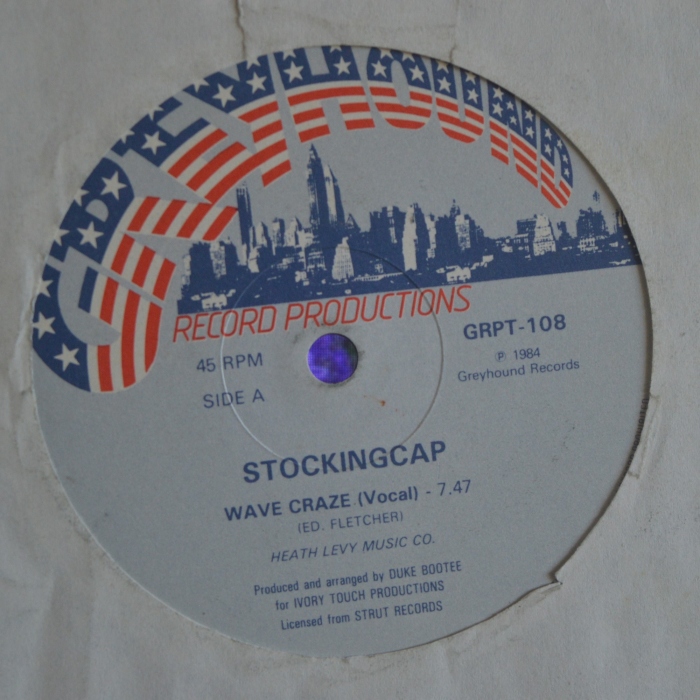 GREYHOUND
RECORD PRODUCTIONS
45 RPM
SIDE A
GRPT-108
℗ 1984
Greyhound Records
STOCKINGCAP
WAVE CRAZE (Vocal) - 7.47
(ED. FLETCHER)
HEATH LEVY MUSIC CO.
Produced and arranged by DUKE BOOTEE
for IVORY TOUCH PRODUCTIONS
Licensed from STRUT RECORDS